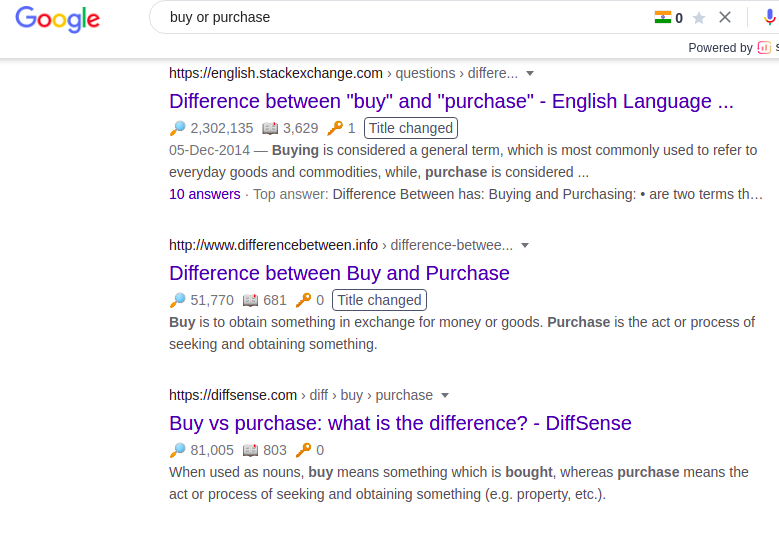 Google buy or purchase 0
Powered by
https://english.stackexchange.com › questions › differe...
Difference between "buy" and "purchase" - English Language ...
2,302,135 3,629 1 Title changed
05-Dec-2014 — Buying is considered a general term, which is most commonly used to refer to
everyday goods and commodities, while, purchase is considered ...
10 answers · Top answer: Difference Between has: Buying and Purchasing: • are two terms th…
http://www.differencebetween.info › difference-betwee...
Difference between Buy and Purchase
51,770 681 0 Title changed
Buy is to obtain something in exchange for money or goods. Purchase is the act or process of
seeking and obtaining something.
https://diffsense.com › diff › buy › purchase
Buy vs purchase: what is the difference? - DiffSense
81,005 803 0
When used as nouns, buy means something which is bought, whereas purchase means the
act or process of seeking and obtaining something (e.g. property, etc.).